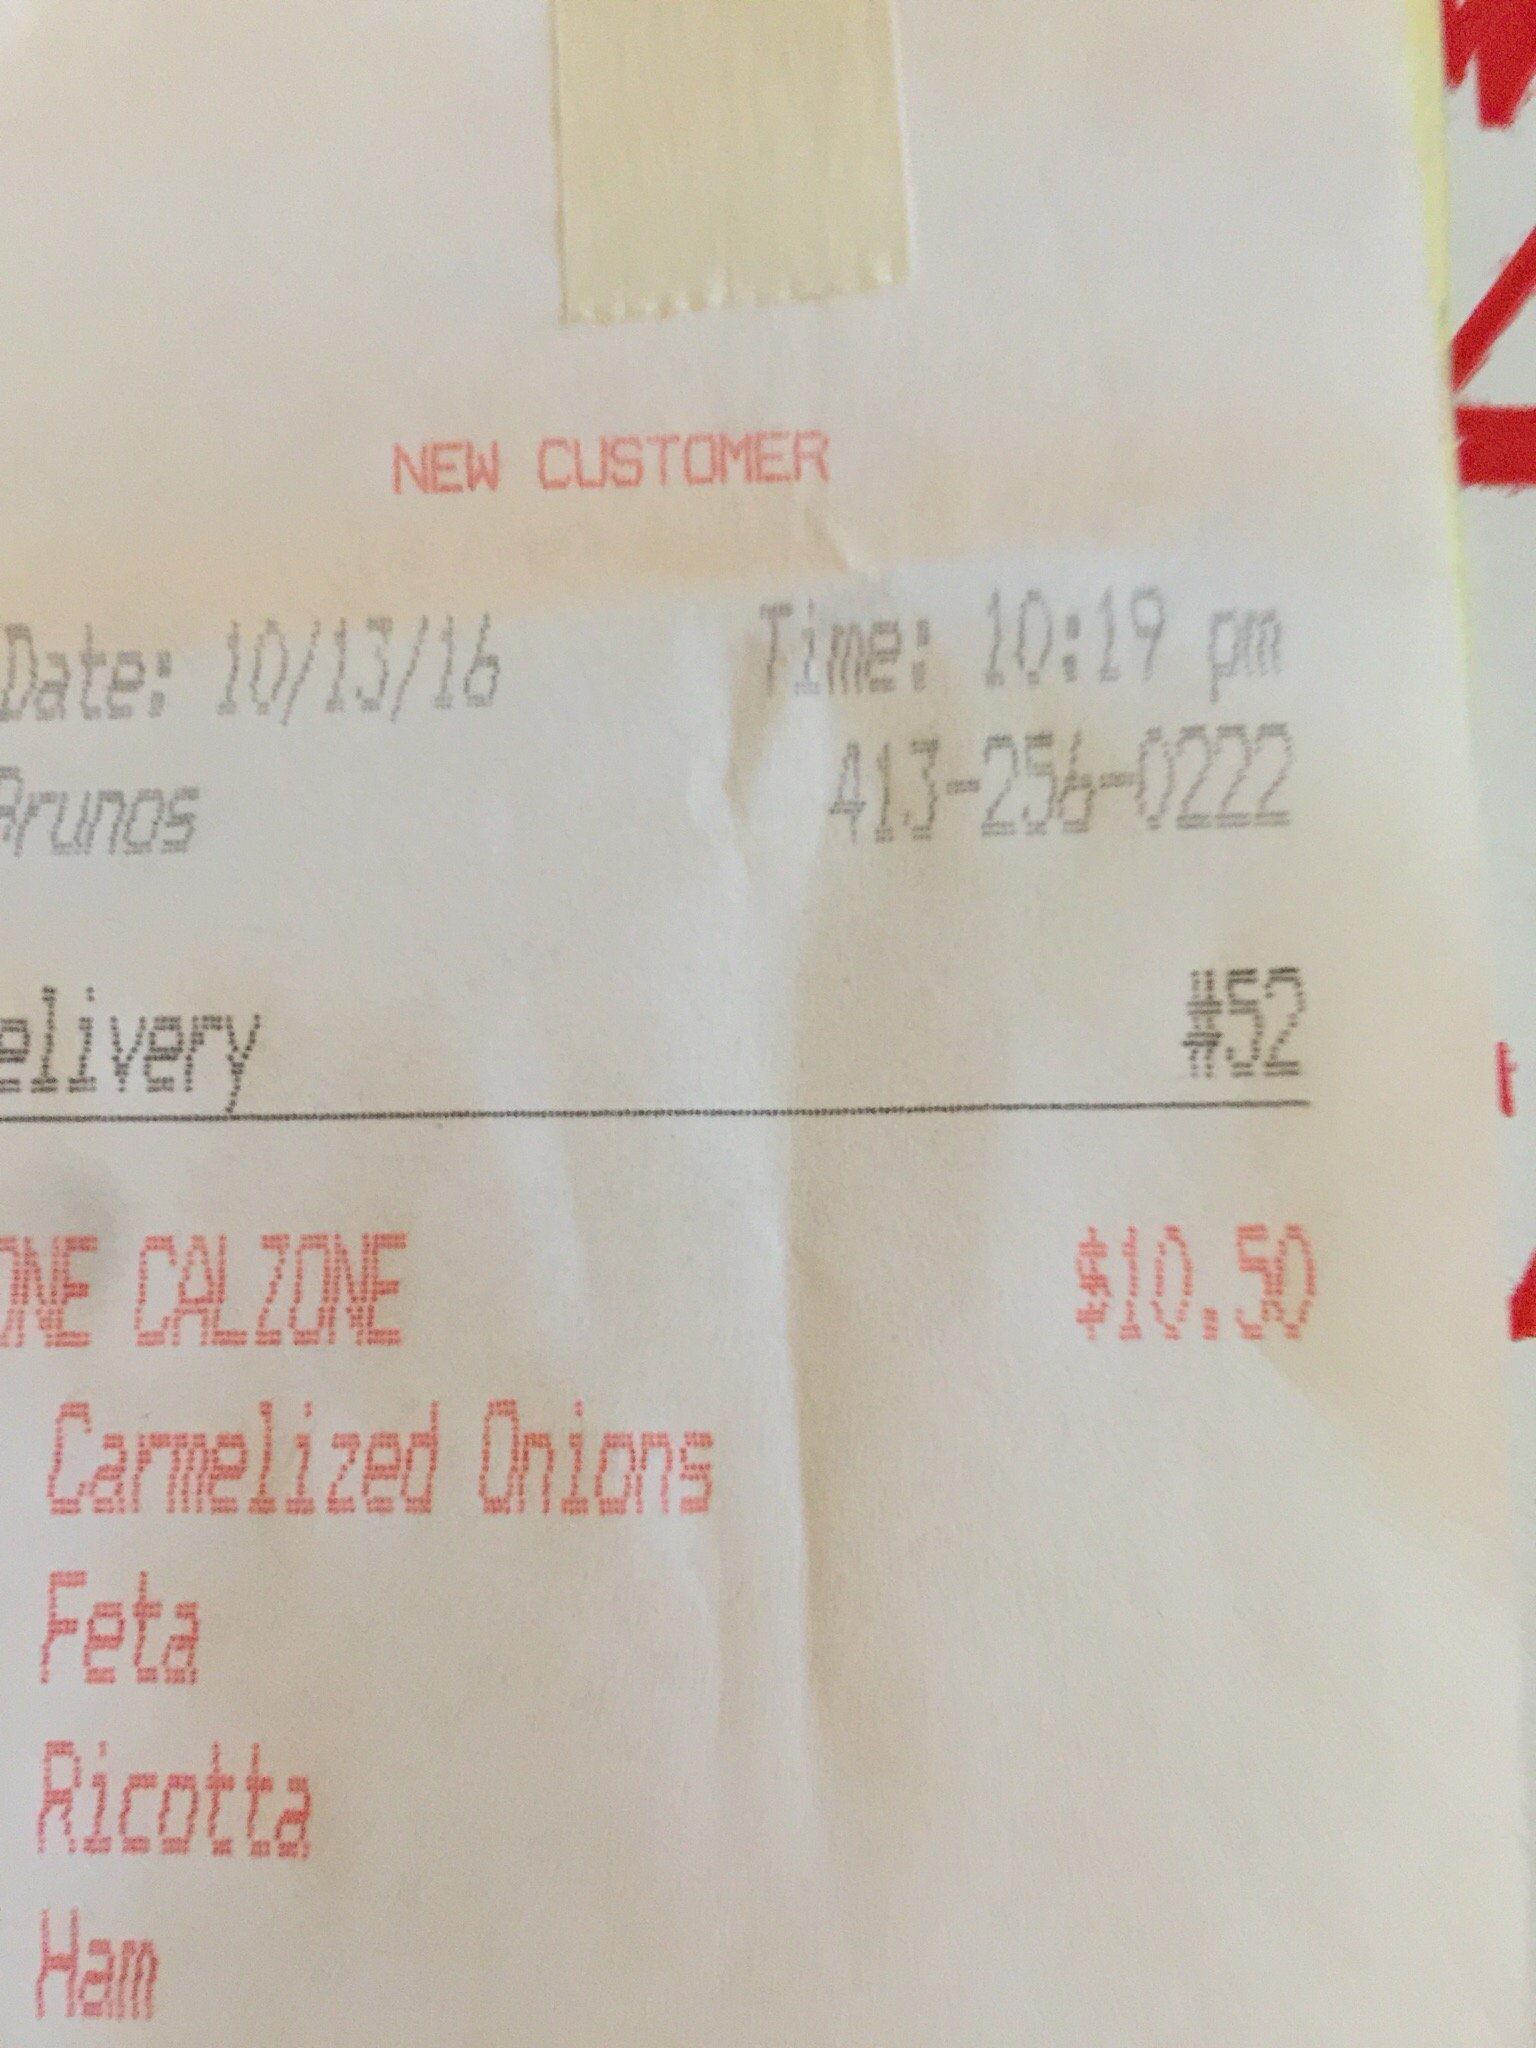 NEW CUSTOMER
Date: 10/13/16 Time: 10:19 pm
Brunos 413-256-0222
elivery #52
ONE CALZONE $10.50
Carmelized Onions
Feta
Ricotta
Ham